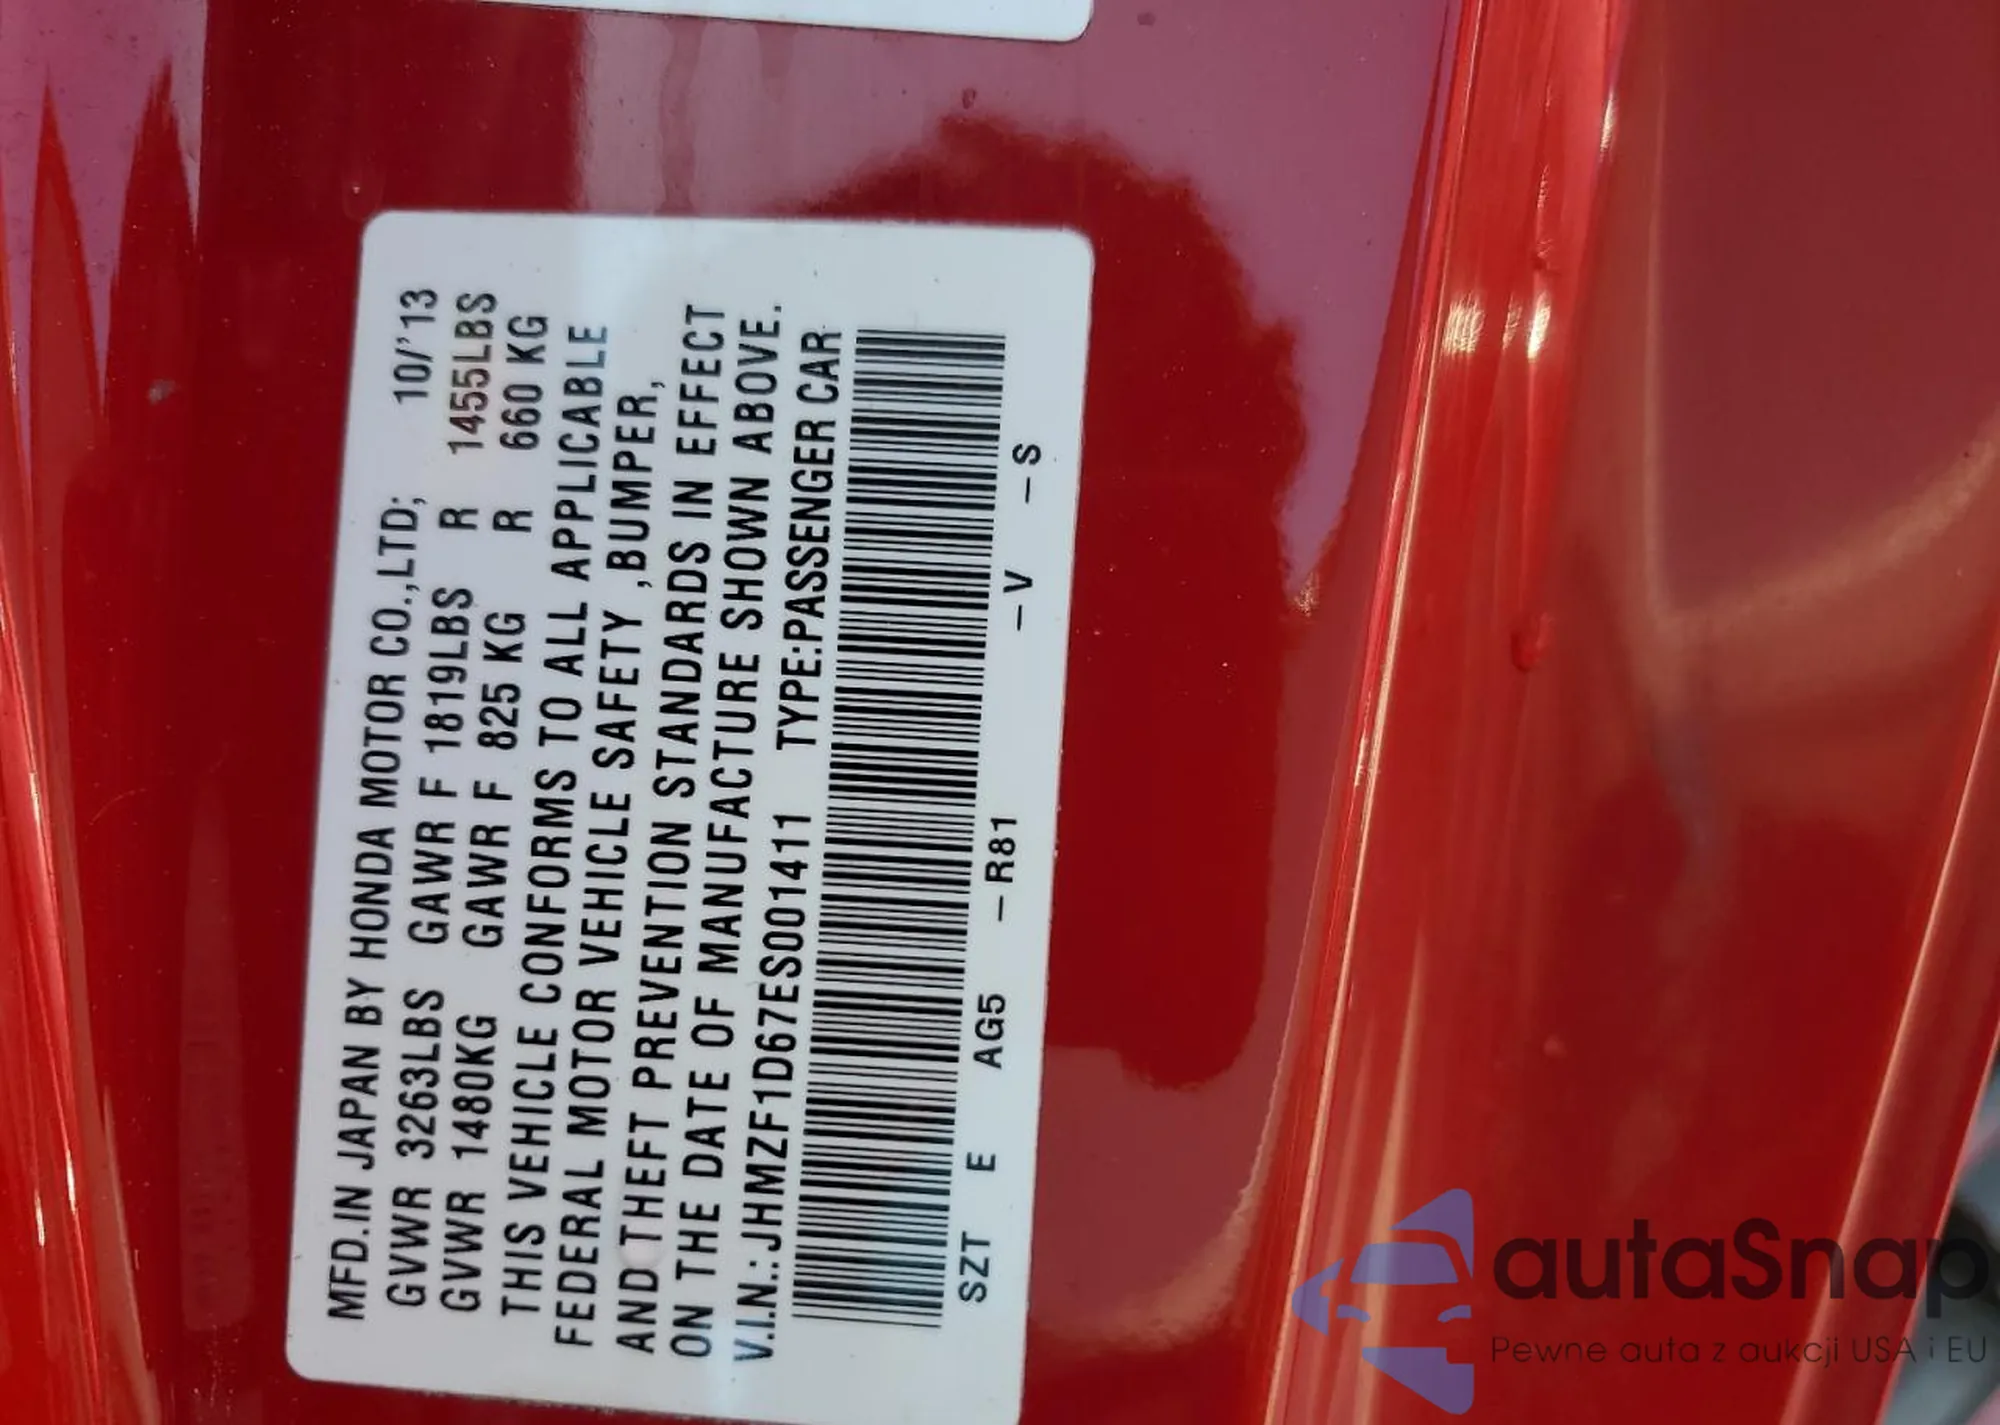 MFD.IN JAPAN BY HONDA MOTOR CO.,LTD; 10/'13
GVWR 3263LBS GAWR F 1819LBS R 1455LBS
GVWR 1480KG GAWR F 825 KG R 660 KG
THIS VEHICLE CONFORMS TO ALL APPLICABLE
FEDERAL MOTOR VEHICLE SAFETY ,BUMPER,
AND THEFT PREVENTION STANDARDS IN EFFECT
ON THE DATE OF MANUFACTURE SHOWN ABOVE.
V.I.N.:JHMZF1D67ES001411 TYPE:PASSENGER CAR
SZT E AG5 –R81 –V –S
autaSnap
Pewne auta z aukcji USA i EU